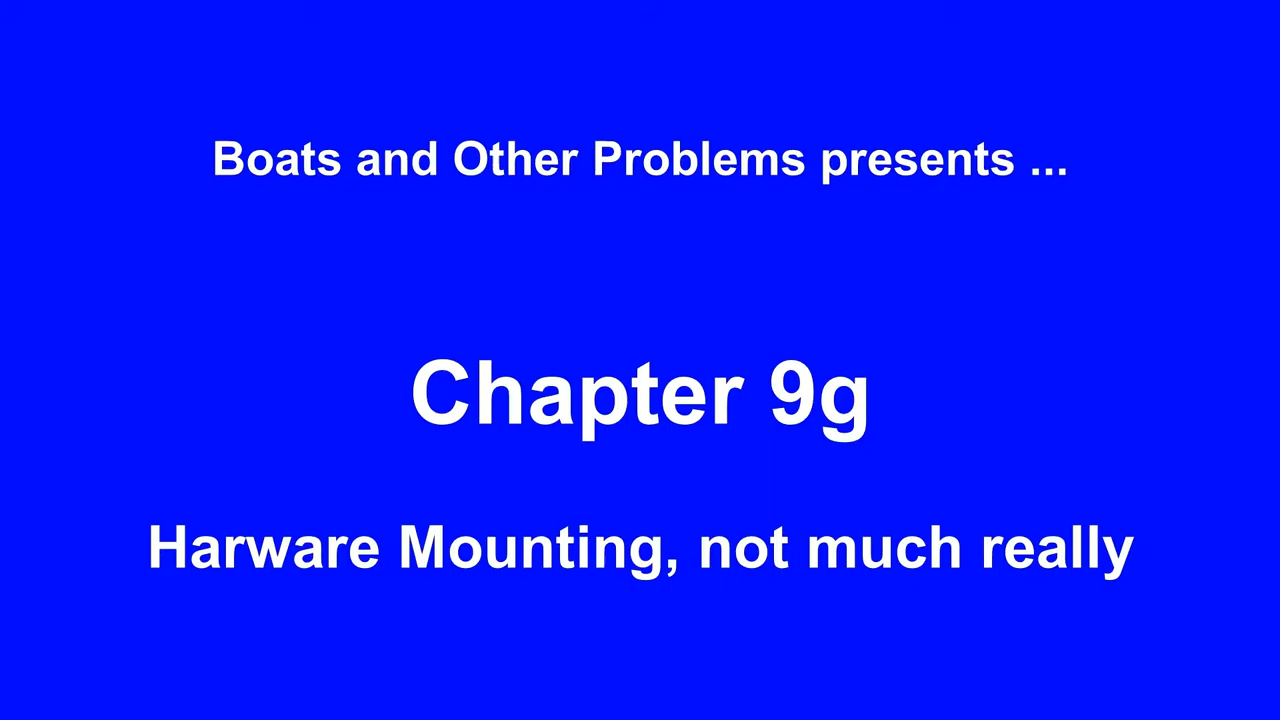 Boats and Other Problems presents ...
Chapter 9g
Harware Mounting, not much really